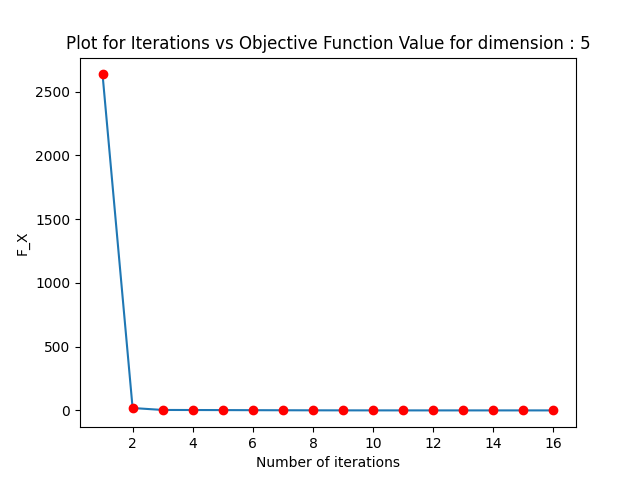 Plot for Iterations vs Objective Function Value for dimension : 5
2500
2000
1500
1000
500
0
F_X
2 4 6 8 10 12 14 16
Number of iterations